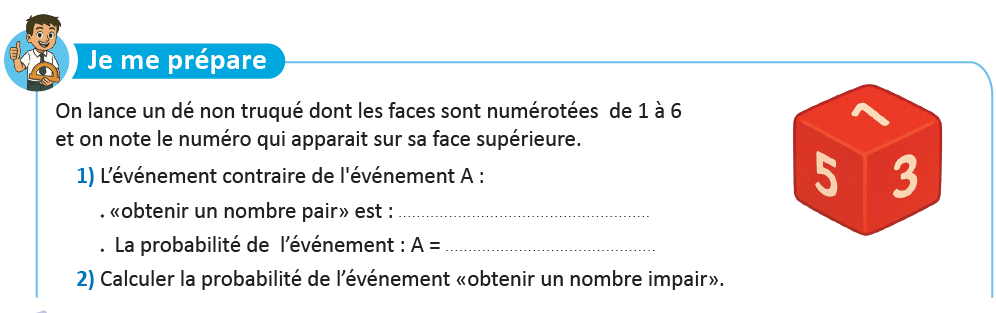 Je me prépare
On lance un dé non truqué dont les faces sont numérotées de 1 à 6
et on note le numéro qui apparait sur sa face supérieure.
1) L’événement contraire de l'événement A :
. «obtenir un nombre pair» est : ......................................................
. La probabilité de l’événement : A = .............................................
2) Calculer la probabilité de l’événement «obtenir un nombre impair».
1
5 3